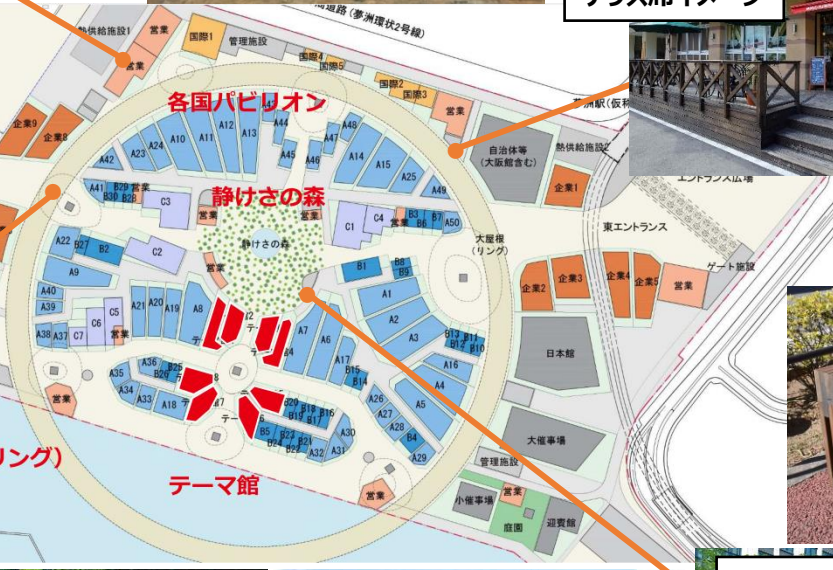 道路(夢洲環状2号線)
テラス席イメージ
熱供給施設1
営業
国際1
管理施設
国際4
国際5
営業
国際2
国際3
営業
各国パビリオン
企業9
企業8
自治体等
(大阪館含む)
熱供給施設2
企業1
エントランス広場
A42
A23
A24
A10
A11
A12
A13
A44
A45
A46
A47
A48
A14
A15
A25
A49
A41
B29
営業
B30
B28
C3
静けさの森
営業
営業
C1
C4
営業
B3
B6
B7
A50
大屋根
(リング)
東エントランス
ゲート施設
A22
B27
B2
C2
静けさの森
営業
B1
B8
B9
A9
A40
A39
A1
企業2
企業3
企業4
企業5
営業
A38
A37
C7
C6
C5
営業
A21
A20
A19
A8
A2
A3
A7
A6
B13
B11
B12
B10
日本館
A36
B25
B26
A35
A34
A33
A18
A17
B15
B14
A16
A4
A5
営業
B20
B18
B16
B19
B17
B5
B23
B24
B21
B22
A32
A31
A30
A26
A27
A28
B4
A29
大催事場
管理施設
リング)
テーマ館
営業
小催事場
営業
庭園
迎賓館